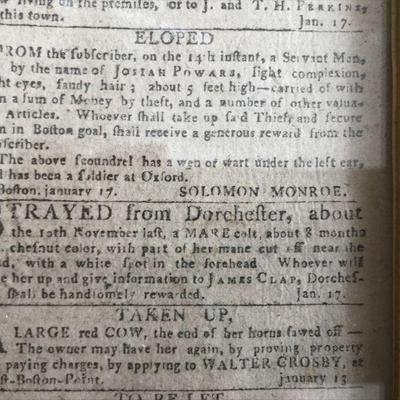 living on the premises, or to J. and T. H. PERKINS,
this town. Jan. 17.
ELOPED
FROM the ſubſcriber, on the 14th inſtant, a Servant Man,
by the name of JOSIAH POWARS, light complexion,
eyes, ſandy hair; about 5 feet high—carried of with
a ſum of Money by theft, and a number of other valua-
Articles. Whoever ſhall take up ſaid Thief, and ſecure
in Boston goal, ſhall receive a generous reward from the
ſcriber.
The above ſcoundrel has a wen or wart under the left ear,
has been a ſoldier at Oxford.
Boston. january 17. SOLOMON MONROE.
STRAYED from Dorcheſter, about
the 10th November laſt, a MARE colt, about 8 months
cheſnut color, with part of her mane cut off near the
with a white ſpot in the forehead. Whoever will
her up and give information to JAMES CLAP, Dorcheſ-
ſhall be handſomely rewarded. Jan. 17.
TAKEN UP,
A LARGE red COW, the end of her horns ſawed off —
The owner may have her again, by proving property
paying charges, by applying to WALTER CROSBY, at
-Boſton-Point. january 13
TO BE LET